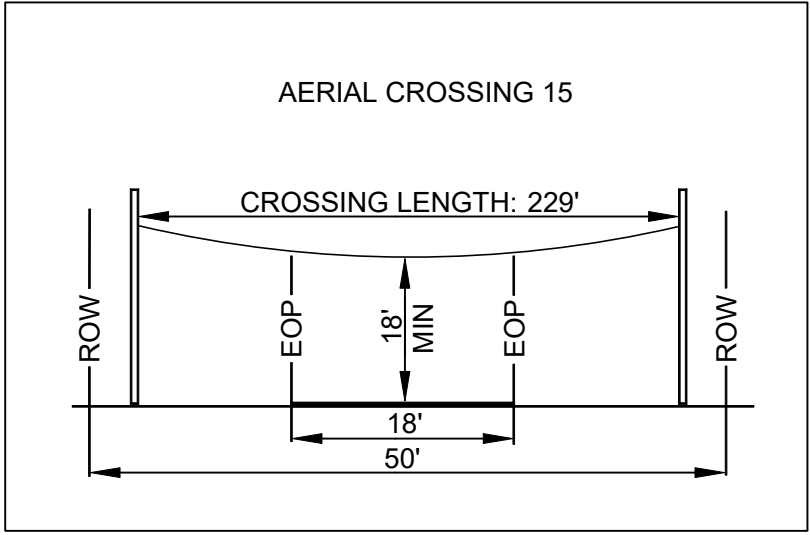 AERIAL CROSSING 15
CROSSING LENGTH: 229'
ROW
EOP
18'
MIN
EOP
ROW
18'
50'